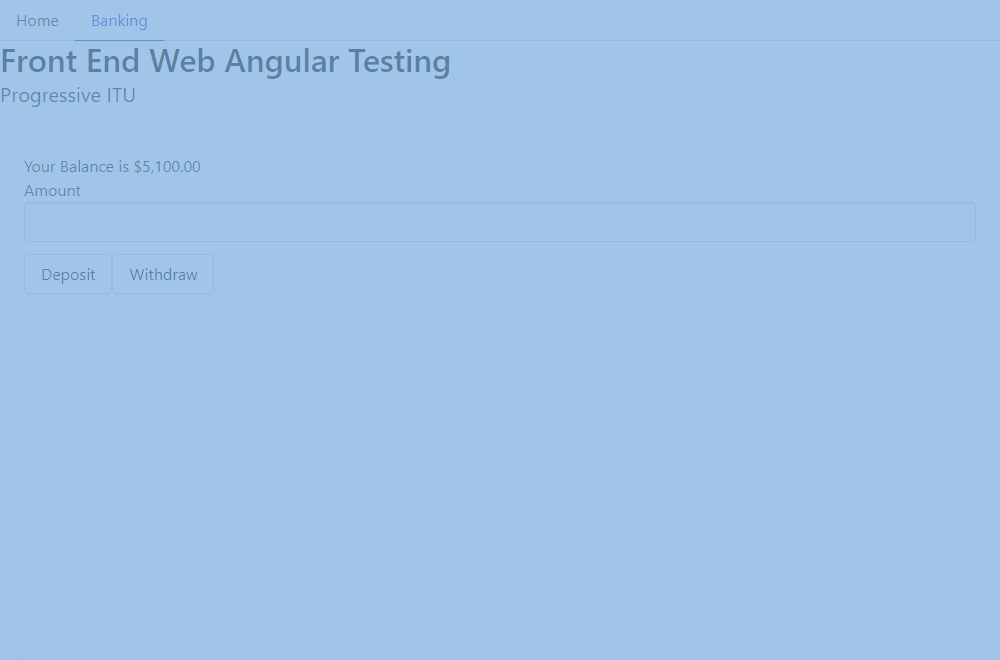 Home Banking
Front End Web Angular Testing
Progressive ITU
Your Balance is $5,100.00
Amount
Deposit Withdraw